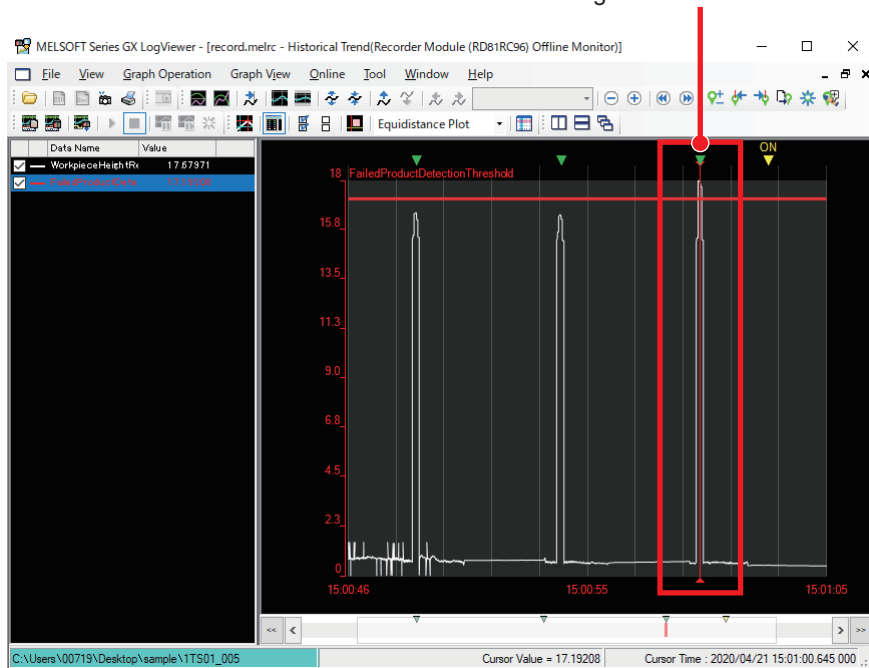 MELSOFT Series GX LogViewer - [record.melrc - Historical Trend(Recorder Module (RD81RC96) Offline Monitor)]
File View Graph Operation Graph View Online Tool Window Help
Equidistance Plot
Data Name Value
WorkpieceHeightRe 17.67971
17.19208
ON
FailedProductDetectionThreshold
18
15.8
13.5
11.3
9.0
6.8
4.5
2.3
0
15:00:46 15:00:55 15:01:05
<< < > >>
C:\Users\00719\Desktop\sample\1TS01_005 Cursor Value = 17.19208 Cursor Time : 2020/04/21 15:01:00.645 000